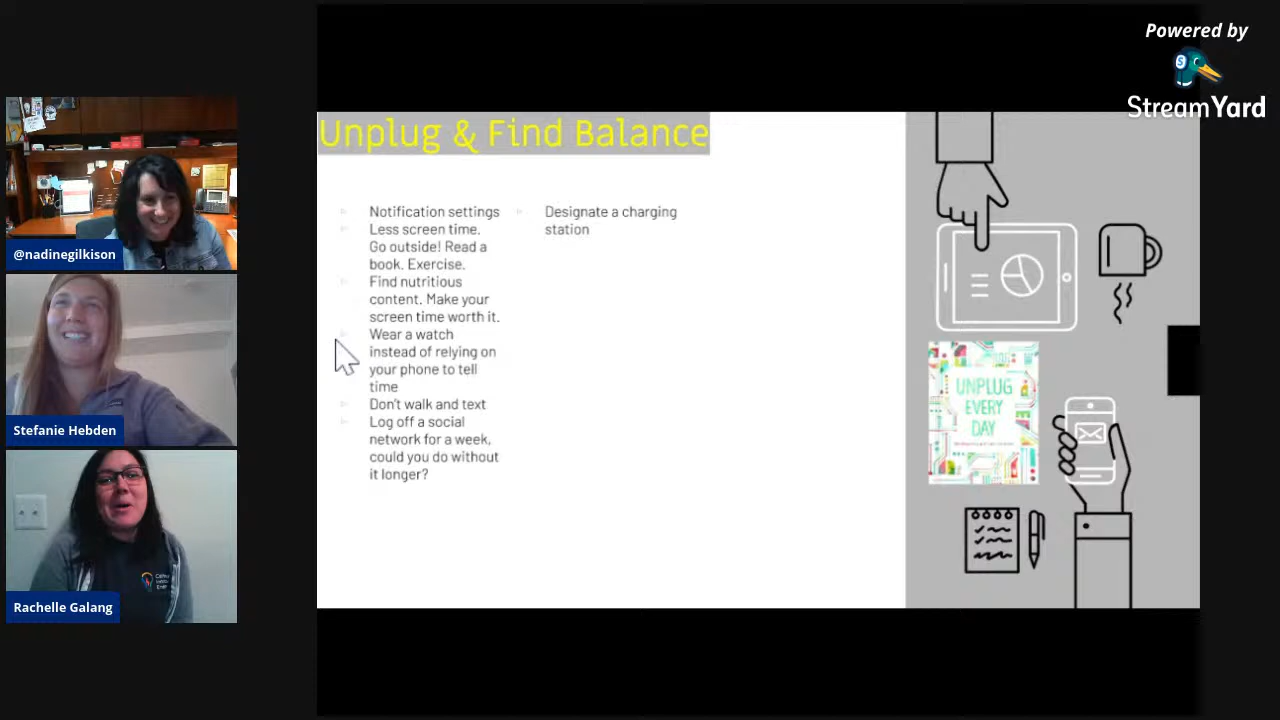 Powered by
StreamYard
@nadinegilkison
Stefanie Hebden
Rachelle Galang
Unplug & Find Balance
Notification settings
Less screen time.
Go outside! Read a
book. Exercise.
Find nutritious
content. Make your
screen time worth it.
Wear a watch
instead of relying on
your phone to tell
time
Don't walk and text
Log off a social
network for a week,
could you do without
it longer?
Designate a charging
station
UNPLUG
EVERY
DAY